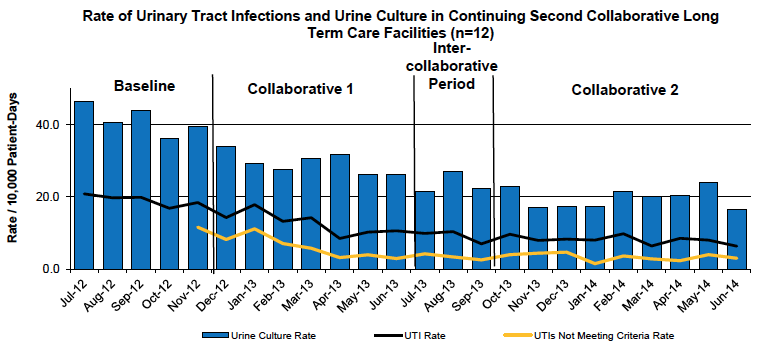 Rate of Urinary Tract Infections and Urine Culture in Continuing Second Collaborative Long
Term Care Facilities (n=12)
Inter-
collaborative
Period
Baseline
Collaborative 1
Collaborative 2
Rate / 10,000 Patient-Days
40.0
20.0
0.0
Jul-12
Aug-12
Sep-12
Oct-12
Nov-12
Dec-12
Jan-13
Feb-13
Mar-13
Apr-13
May-13
Jun-13
Jul-13
Aug-13
Sep-13
Oct-13
Nov-13
Dec-13
Jan-14
Feb-14
Mar-14
Apr-14
May-14
Jun-14
Urine Culture Rate
UTI Rate
UTIs Not Meeting Criteria Rate